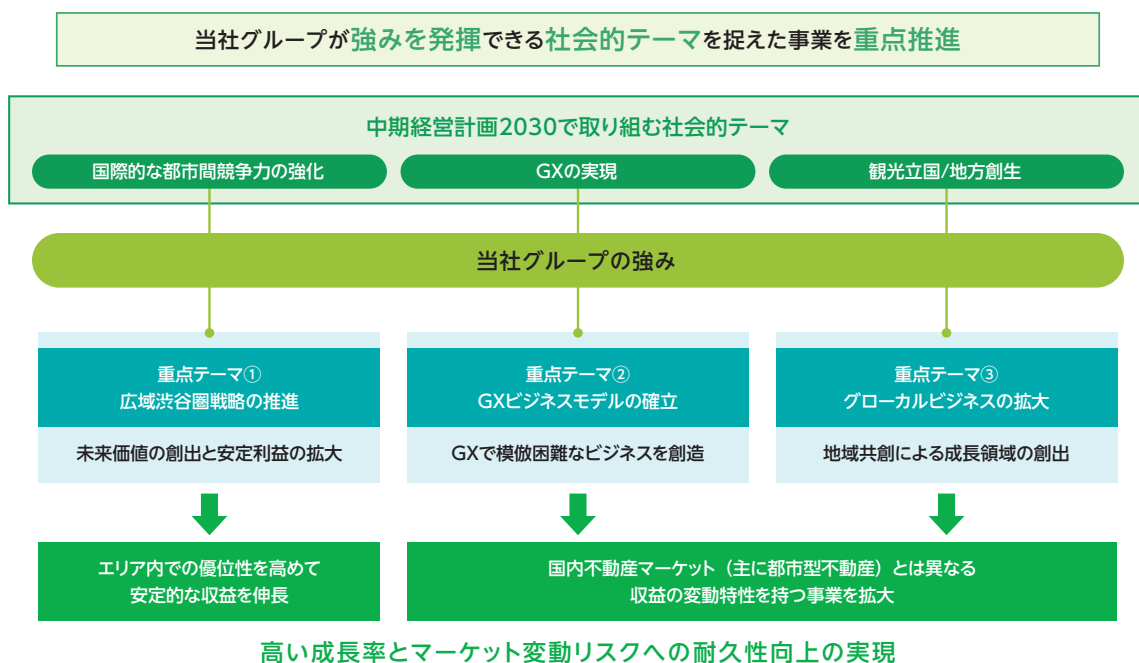 当社グループが強みを発揮できる社会的テーマを捉えた事業を重点推進
中期経営計画2030で取り組む社会的テーマ
国際的な都市間競争力の強化
GXの実現
観光立国/地方創生
当社グループの強み
重点テーマ①
広域渋谷圏戦略の推進
未来価値の創出と安定利益の拡大
重点テーマ②
GXビジネスモデルの確立
GXで模倣困難なビジネスを創造
重点テーマ③
グローカルビジネスの拡大
地域共創による成長領域の創出
エリア内での優位性を高めて
安定的な収益を伸長
国内不動産マーケット（主に都市型不動産）とは異なる
収益の変動特性を持つ事業を拡大
高い成長率とマーケット変動リスクへの耐久性向上の実現